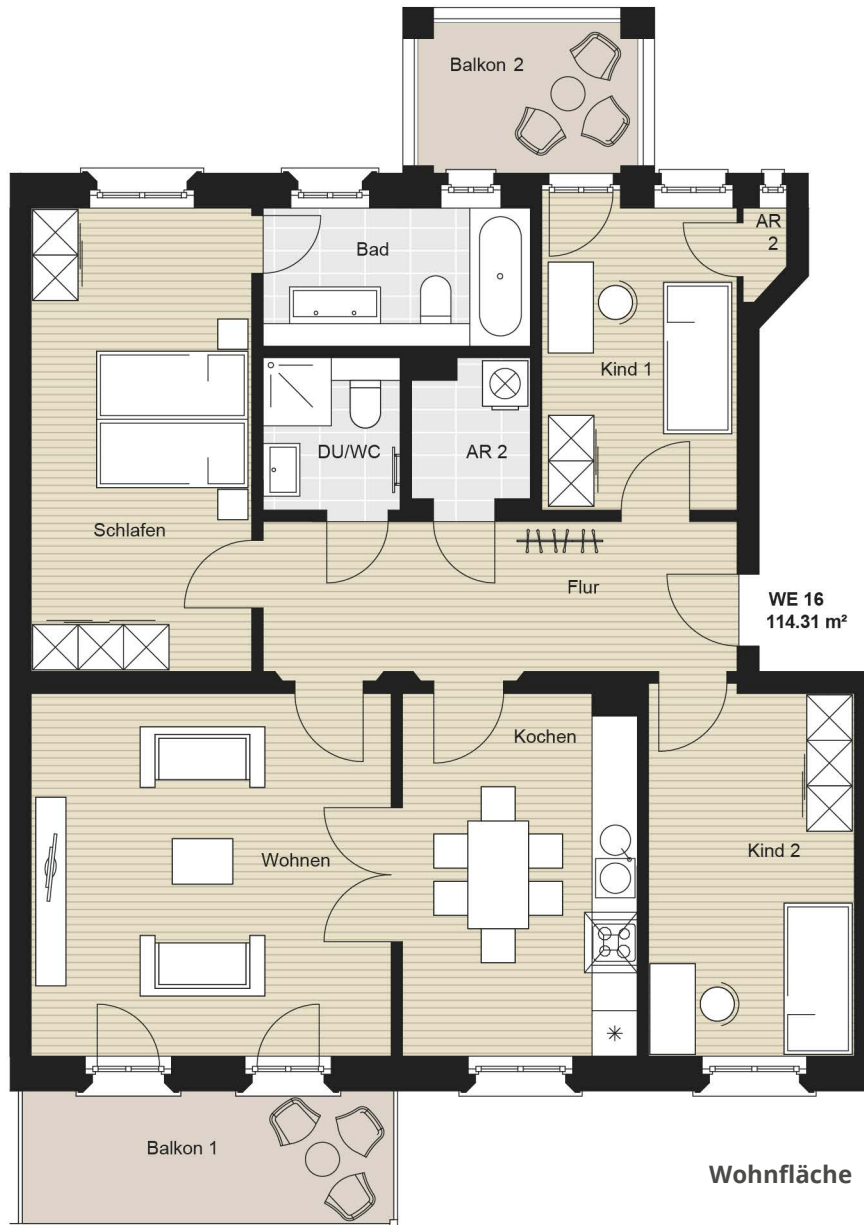 Balkon 2
AR
2
Bad
Kind 1
DU/WC
AR 2
Schlafen
Flur
WE 16
114.31 m²
Kochen
Wohnen
Kind 2
Balkon 1
Wohnfläche